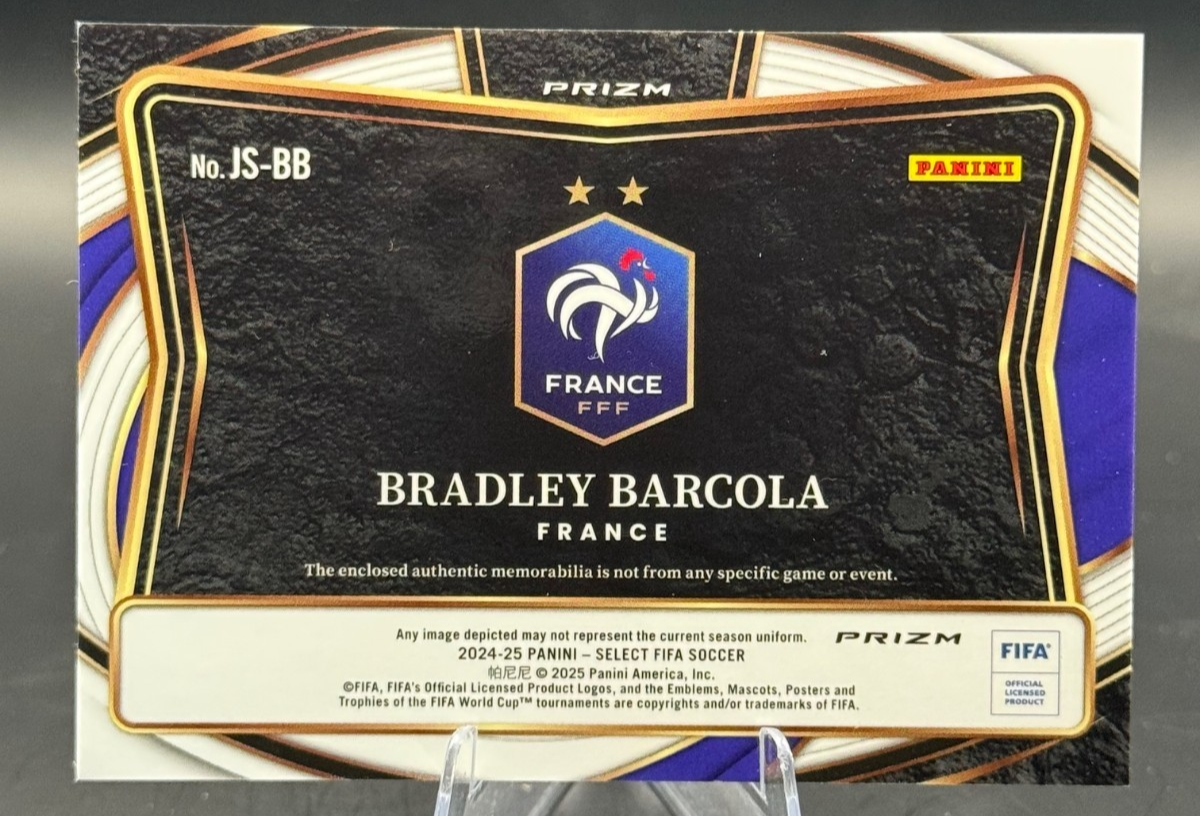 PRIZM
No. JS-BB
PANINI
FRANCE
FFF
BRADLEY BARCOLA
FRANCE
The enclosed authentic memorabilia is not from any specific game or event.
Any image depicted may not represent the current season uniform.
PRIZM
2024-25 PANINI – SELECT FIFA SOCCER
帕尼尼 © 2025 Panini America, Inc.
©FIFA, FIFA's Official Licensed Product Logos, and the Emblems, Mascots, Posters and
Trophies of the FIFA World Cup™ tournaments are copyrights and/or trademarks of FIFA.
FIFA®
OFFICIAL
LICENSED
PRODUCT